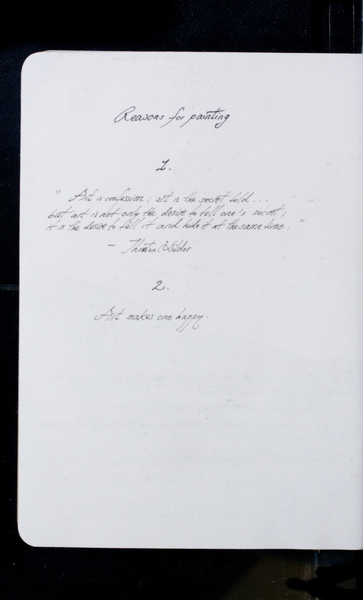 Reasons for painting
1.
"Art is confession; art is the secret told...
but art is not only the desire to tell one's secret;
it is the desire to tell it and hide it at the same time."
- Thornton Wilder
2.
Art makes one happy.